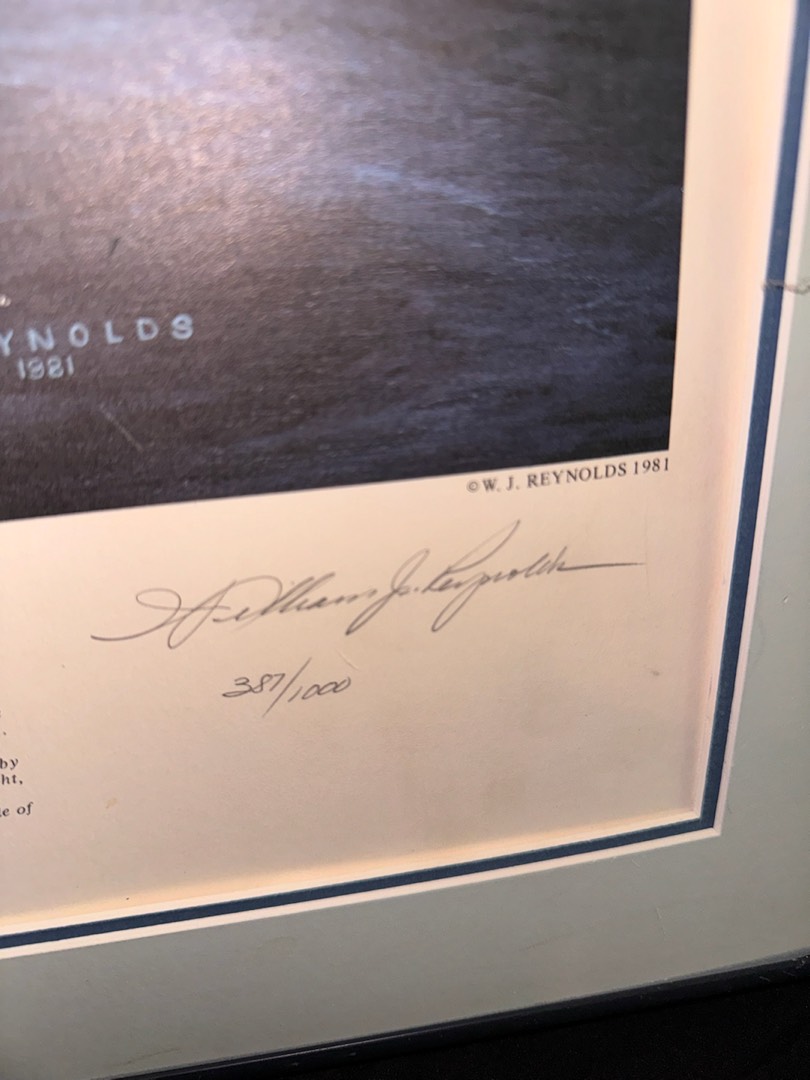 YNOLDS
1981
© W. J. REYNOLDS 1981
William J. Reynolds
387/1000
by
ht,
e of